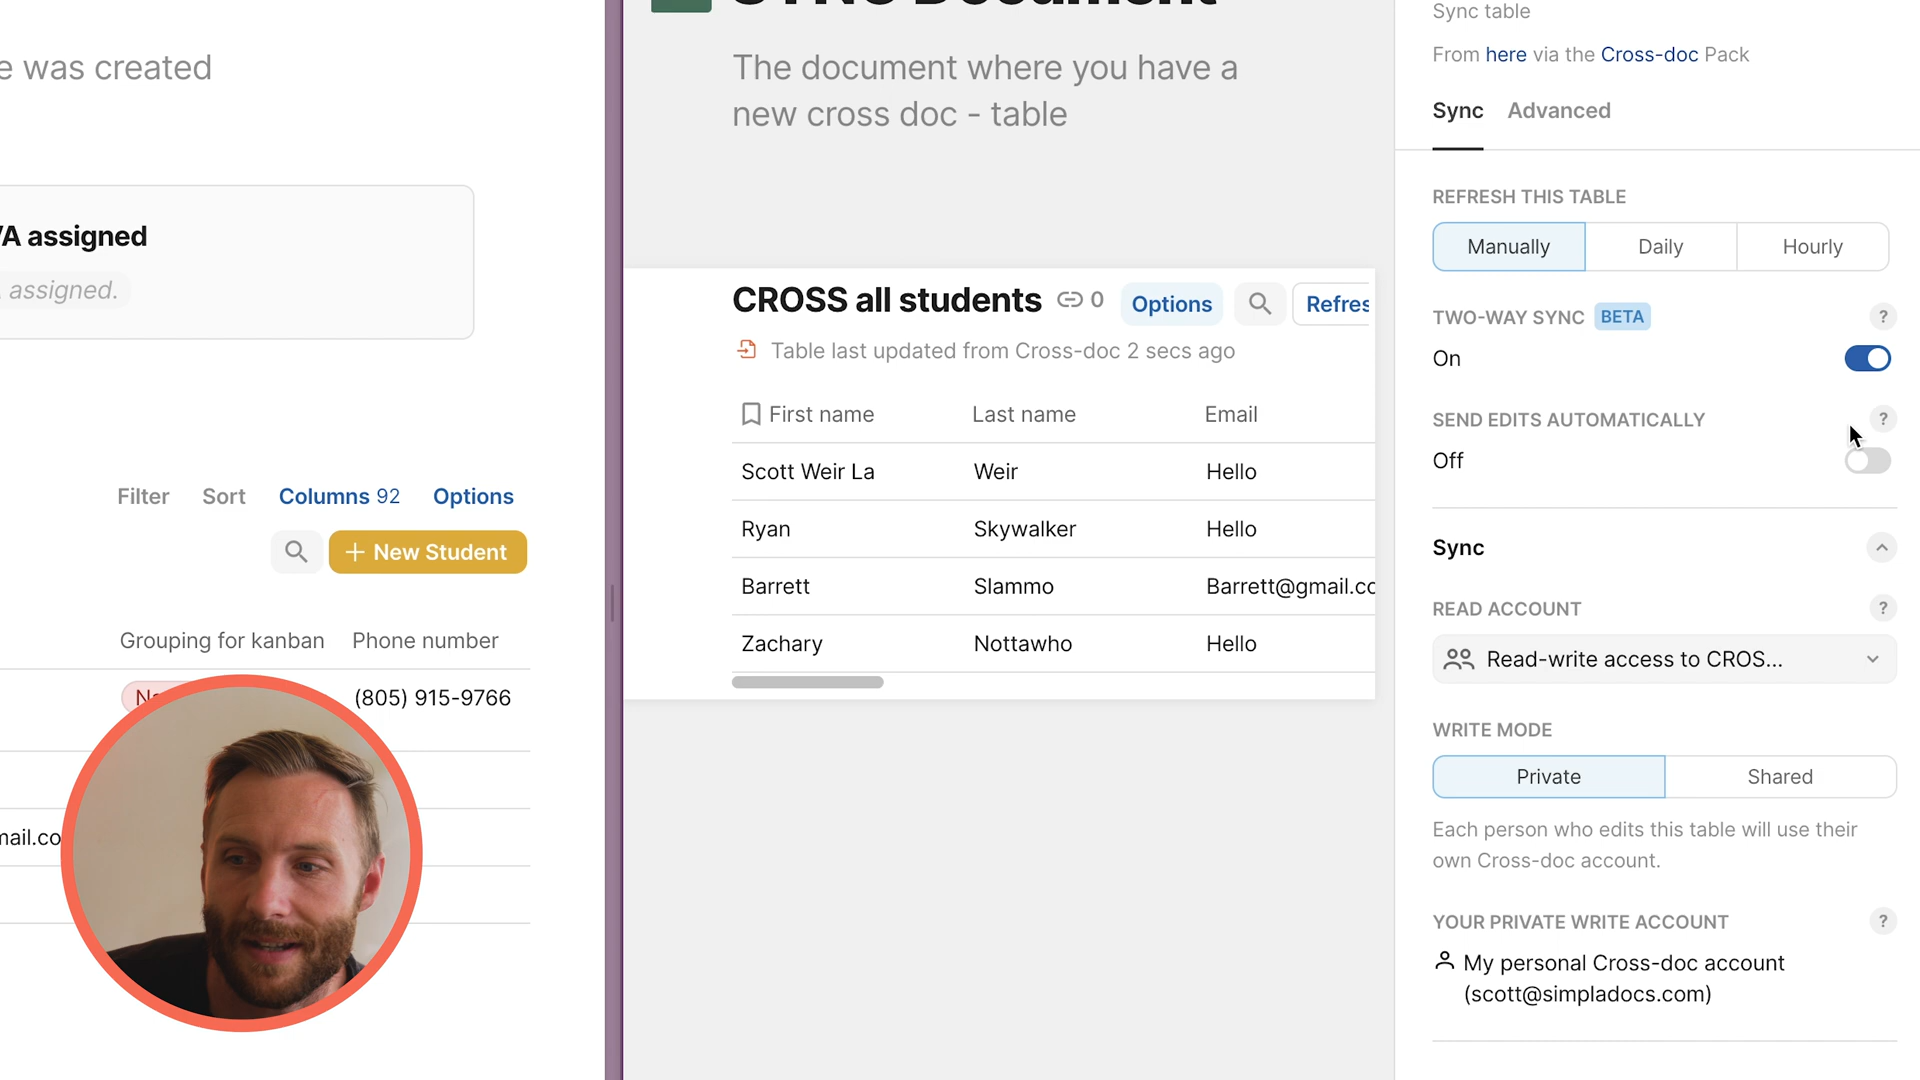 e was created
A assigned
assigned.
Filter Sort Columns 92 Options
+ New Student
Grouping for kanban Phone number
(805) 915-9766
mail.co
SYNC Document
The document where you have a
new cross doc - table
CROSS all students 0 Options Refres
Table last updated from Cross-doc 2 secs ago
First name Last name Email
Scott Weir La Weir Hello
Ryan Skywalker Hello
Barrett Slammo Barrett@gmail.co
Zachary Nottawho Hello
Sync table
From here via the Cross-doc Pack
Sync Advanced
REFRESH THIS TABLE
Manually Daily Hourly
TWO-WAY SYNC BETA ?
On
SEND EDITS AUTOMATICALLY ?
Off
Sync
READ ACCOUNT ?
Read-write access to CROS...
WRITE MODE
Private Shared
Each person who edits this table will use their
own Cross-doc account.
YOUR PRIVATE WRITE ACCOUNT ?
My personal Cross-doc account
(scott@simpladocs.com)